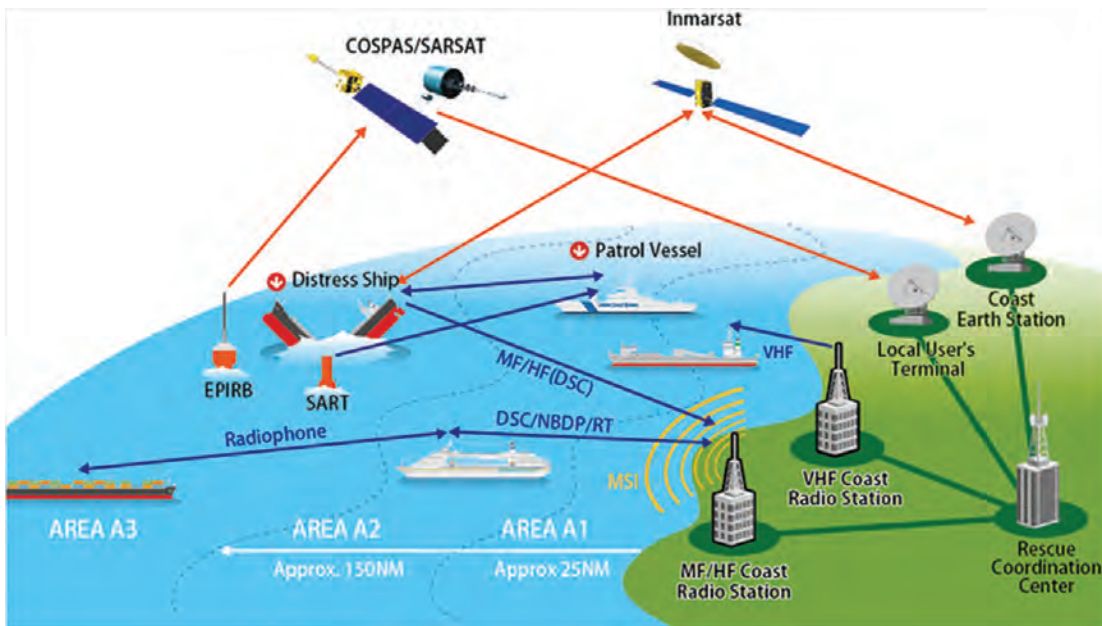 Inmarsat
COSPAS/SARSAT
Patrol Vessel
Distress Ship
Coast
Earth Station
Local User's
Terminal
VHF
EPIRB
SART
MF/HF(DSC)
Radiophone
DSC/NBDP/RT
MSI
VHF Coast
Radio Station
AREA A3
AREA A2
AREA A1
Approx. 150NM
Approx 25NM
MF/HF Coast
Radio Station
Rescue
Coordination
Center